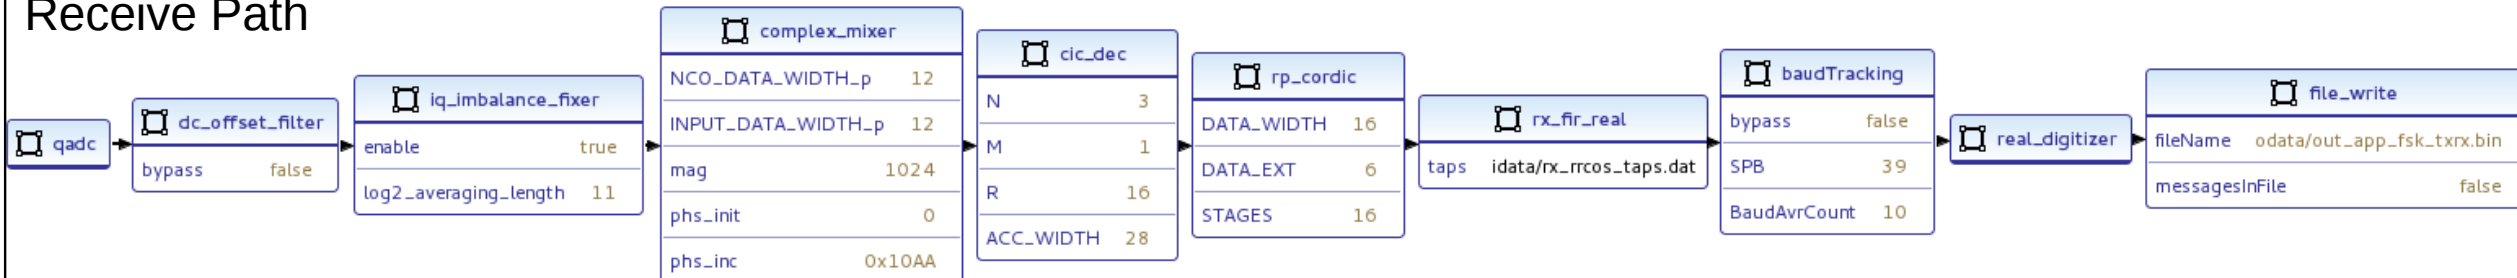 Receive Path
qadc
dc_offset_filter
bypass false
iq_imbalance_fixer
enable true
log2_averaging_length 11
complex_mixer
NCO_DATA_WIDTH_p 12
INPUT_DATA_WIDTH_p 12
mag 1024
phs_init 0
phs_inc 0x10AA
cic_dec
N 3
M 1
R 16
ACC_WIDTH 28
rp_cordic
DATA_WIDTH 16
DATA_EXT 6
STAGES 16
rx_fir_real
taps idata/rx_rrcos_taps.dat
baudTracking
bypass false
SPB 39
BaudAvrCount 10
real_digitizer
file_write
fileName odata/out_app_fsk_txrx.bin
messagesInFile false